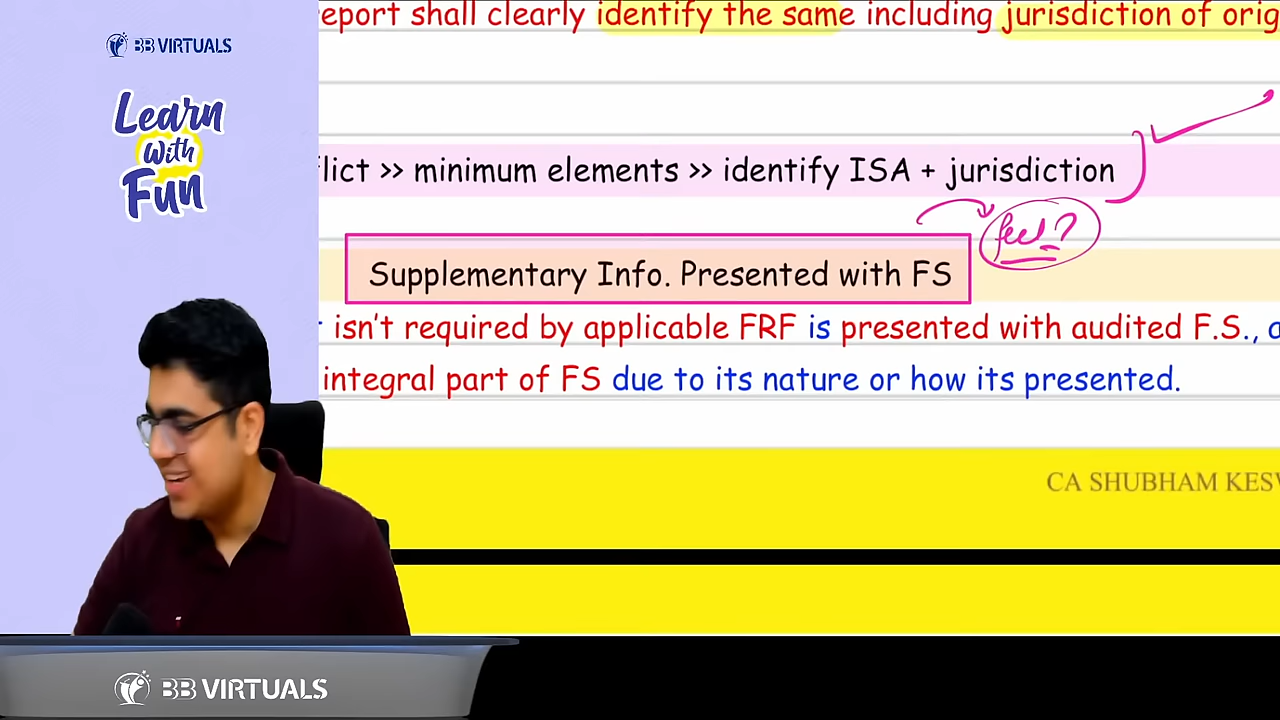 eport shall clearly identify the same including jurisdiction of orig
BB VIRTUALS
Learn
with
Fun
flict >> minimum elements >> identify ISA + jurisdiction
feel?
Supplementary Info. Presented with FS
isn't required by applicable FRF is presented with audited F.S., a
integral part of FS due to its nature or how its presented.
CA SHUBHAM KESW
BB VIRTUALS